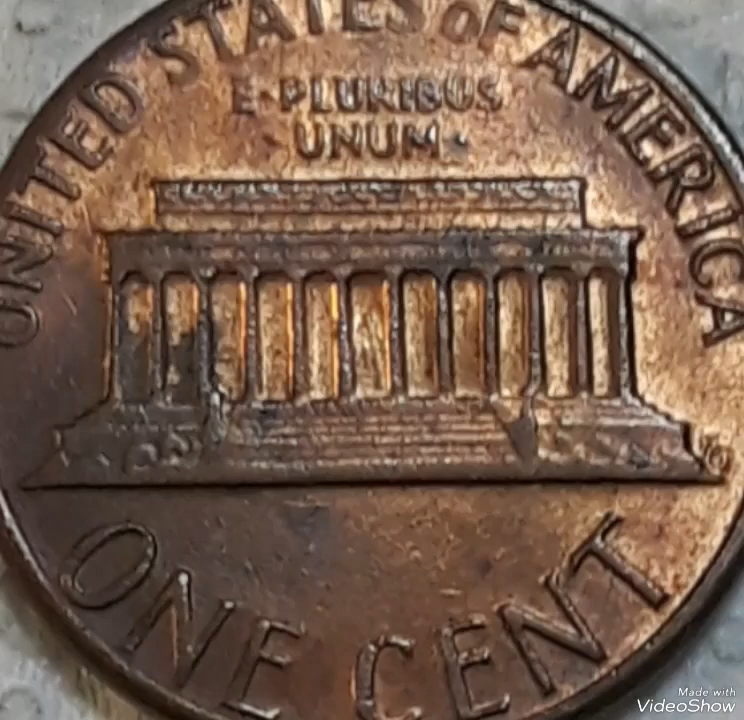 UNITED STATES OF AMERICA
E·PLURIBUS
UNUM·
ONE CENT
Made with
VideoShow